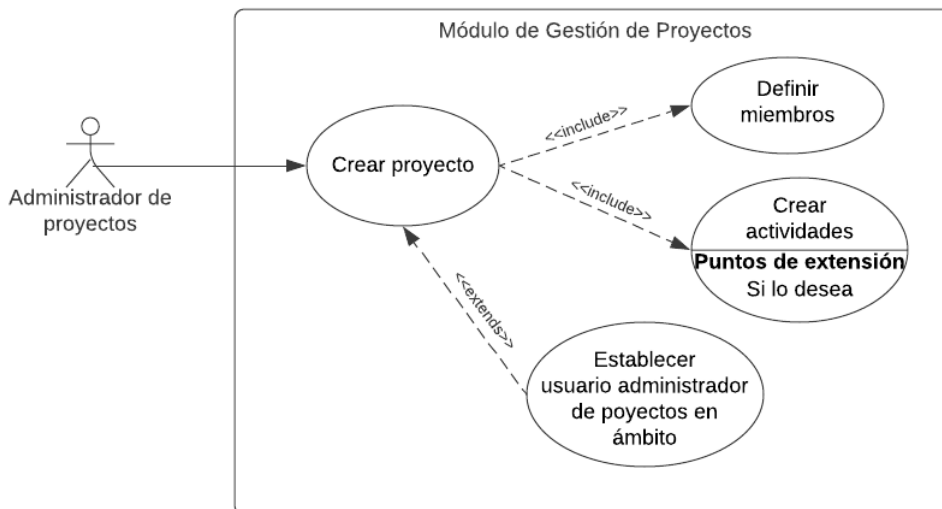 Módulo de Gestión de Proyectos
Administrador de
proyectos
Crear proyecto
<<include>>
Definir
miembros
<<include>>
Crear
actividades
Puntos de extensión
Si lo desea
<<extends>>
Establecer
usuario administrador
de poyectos en
ámbito